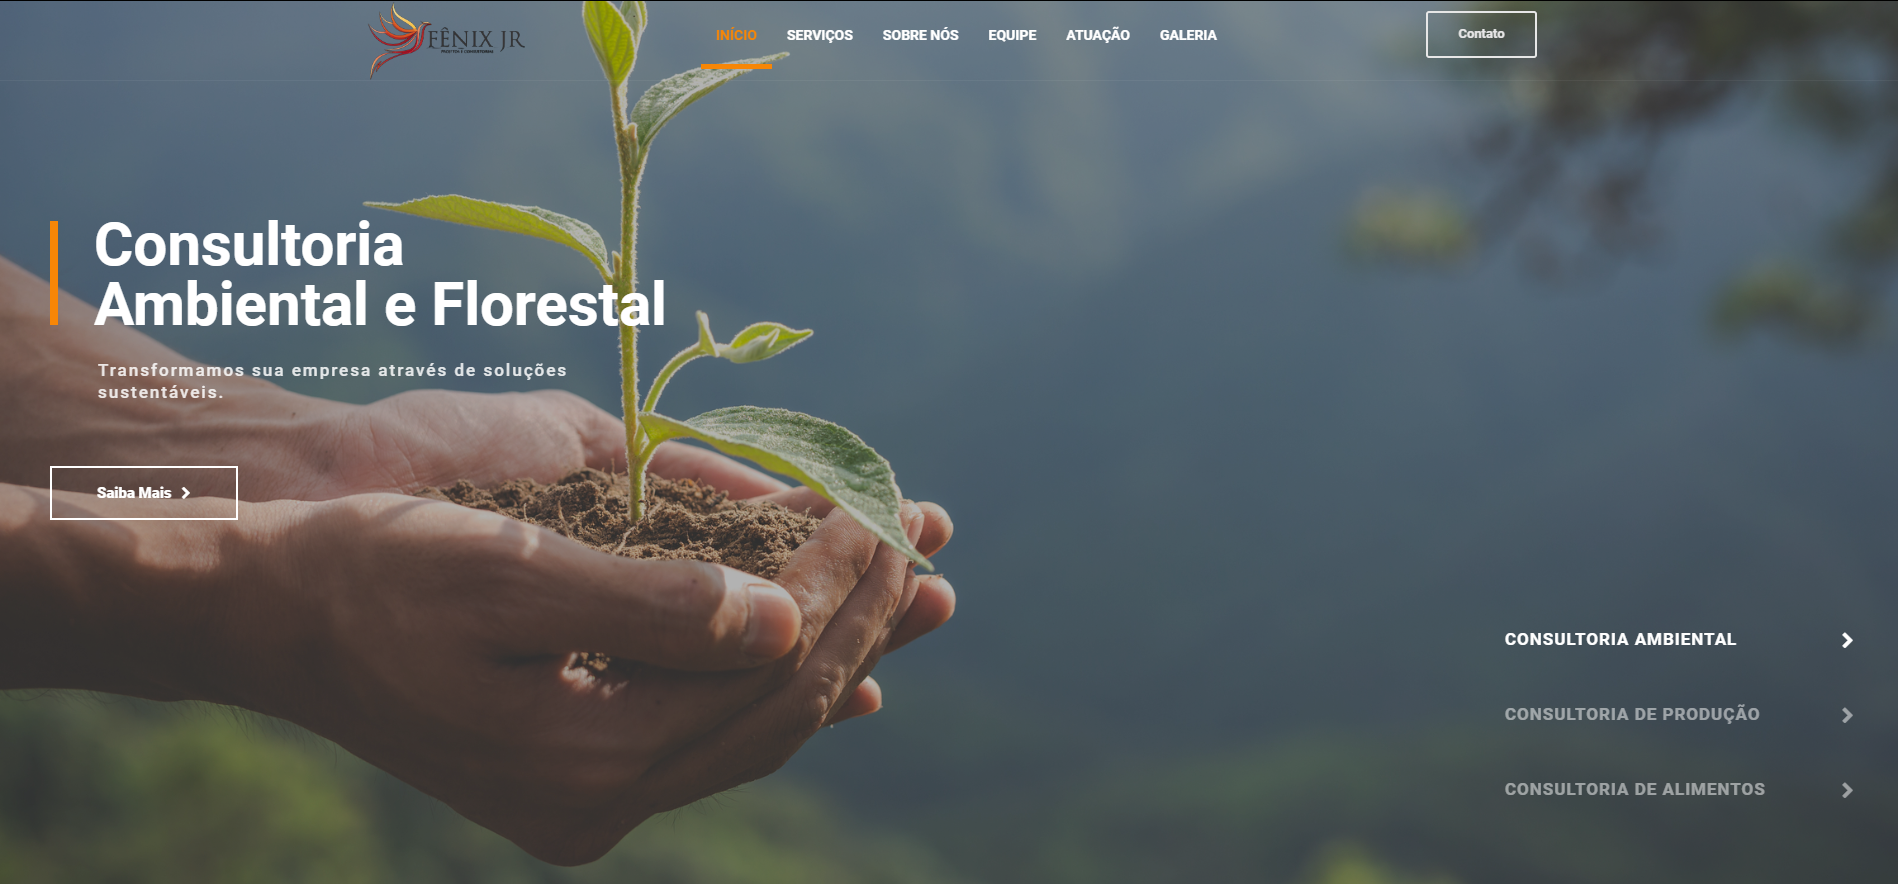 FÊNIX JR
INÍCIO SERVIÇOS SOBRE NÓS EQUIPE ATUAÇÃO GALERIA
Contato
Consultoria
Ambiental e Florestal
Transformamos sua empresa através de soluções
sustentáveis.
Saiba Mais
CONSULTORIA AMBIENTAL
CONSULTORIA DE PRODUÇÃO
CONSULTORIA DE ALIMENTOS